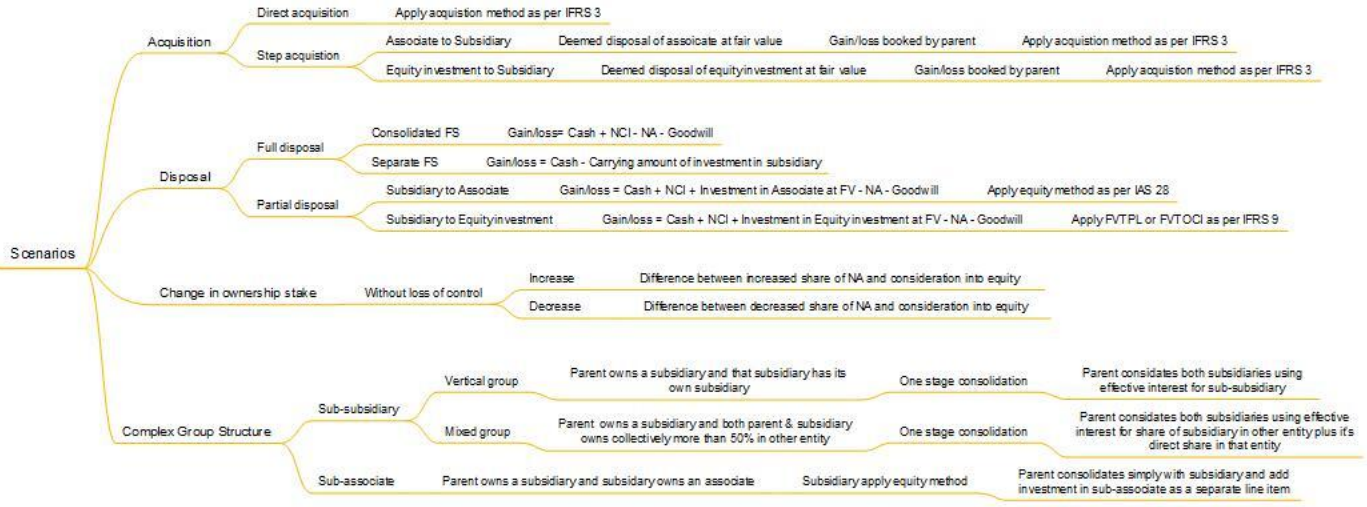 Scenarios
Acquisition
Direct acquisition
Apply acquistion method as per IFRS 3
Step acquistion
Associate to Subsidiary
Deemed disposal of assoicate at fair value
Gain/loss booked by parent
Apply acquistion method as per IFRS 3
Equity investment to Subsidiary
Deemed disposal of equity investment at fair value
Gain/loss booked by parent
Apply acquistion method as per IFRS 3
Disposal
Full disposal
Consolidated FS
Gain/loss= Cash + NCI - NA - Goodwill
Separate FS
Gain/loss = Cash - Carrying amount of investment in subsidiary
Partial disposal
Subsidiary to Associate
Gain/loss = Cash + NCI + Investment in Associate at FV - NA - Goodwill
Apply equity method as per IAS 28
Subsidiary to Equity investment
Gain/loss = Cash + NCI + Investment in Equity investment at FV - NA - Goodwill
Apply FVTPL or FVTOCI as per IFRS 9
Change in ownership stake
Without loss of control
Increase
Difference between increased share of NA and consideration into equity
Decrease
Difference between decreased share of NA and consideration into equity
Complex Group Structure
Sub-subsidiary
Vertical group
Parent owns a subsidiary and that subsidiary has its
own subsidiary
One stage consolidation
Parent considates both subsidiaries using
effective interest for sub-subsidiary
Mixed group
Parent owns a subsidiary and both parent & subsidiary
owns collectively more than 50% in other entity
One stage consolidation
Parent considates both subsidiaries using effective
interest for share of subsidiary in other entity plus it's
direct share in that entity
Sub-associate
Parent owns a subsidiary and subsidary owns an associate
Subsidiary apply equity method
Parent consolidates simply with subsidiary and add
investment in sub-associate as a separate line item